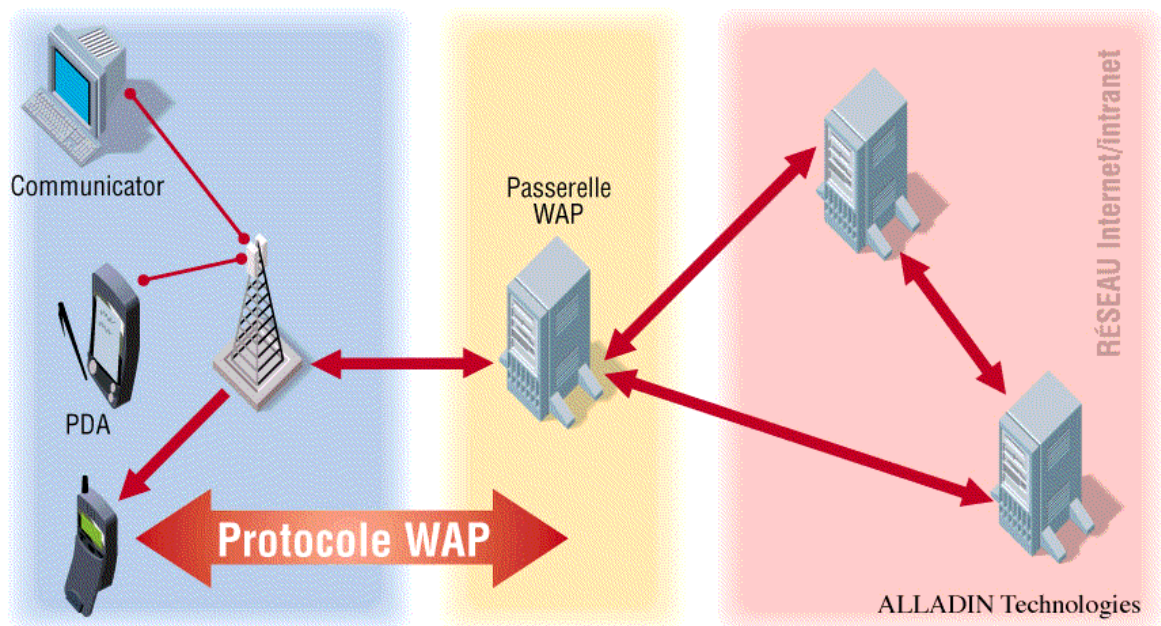 Communicator
PDA
Protocole WAP
Passerelle
WAP
RÉSEAU Internet/intranet
ALLADIN Technologies